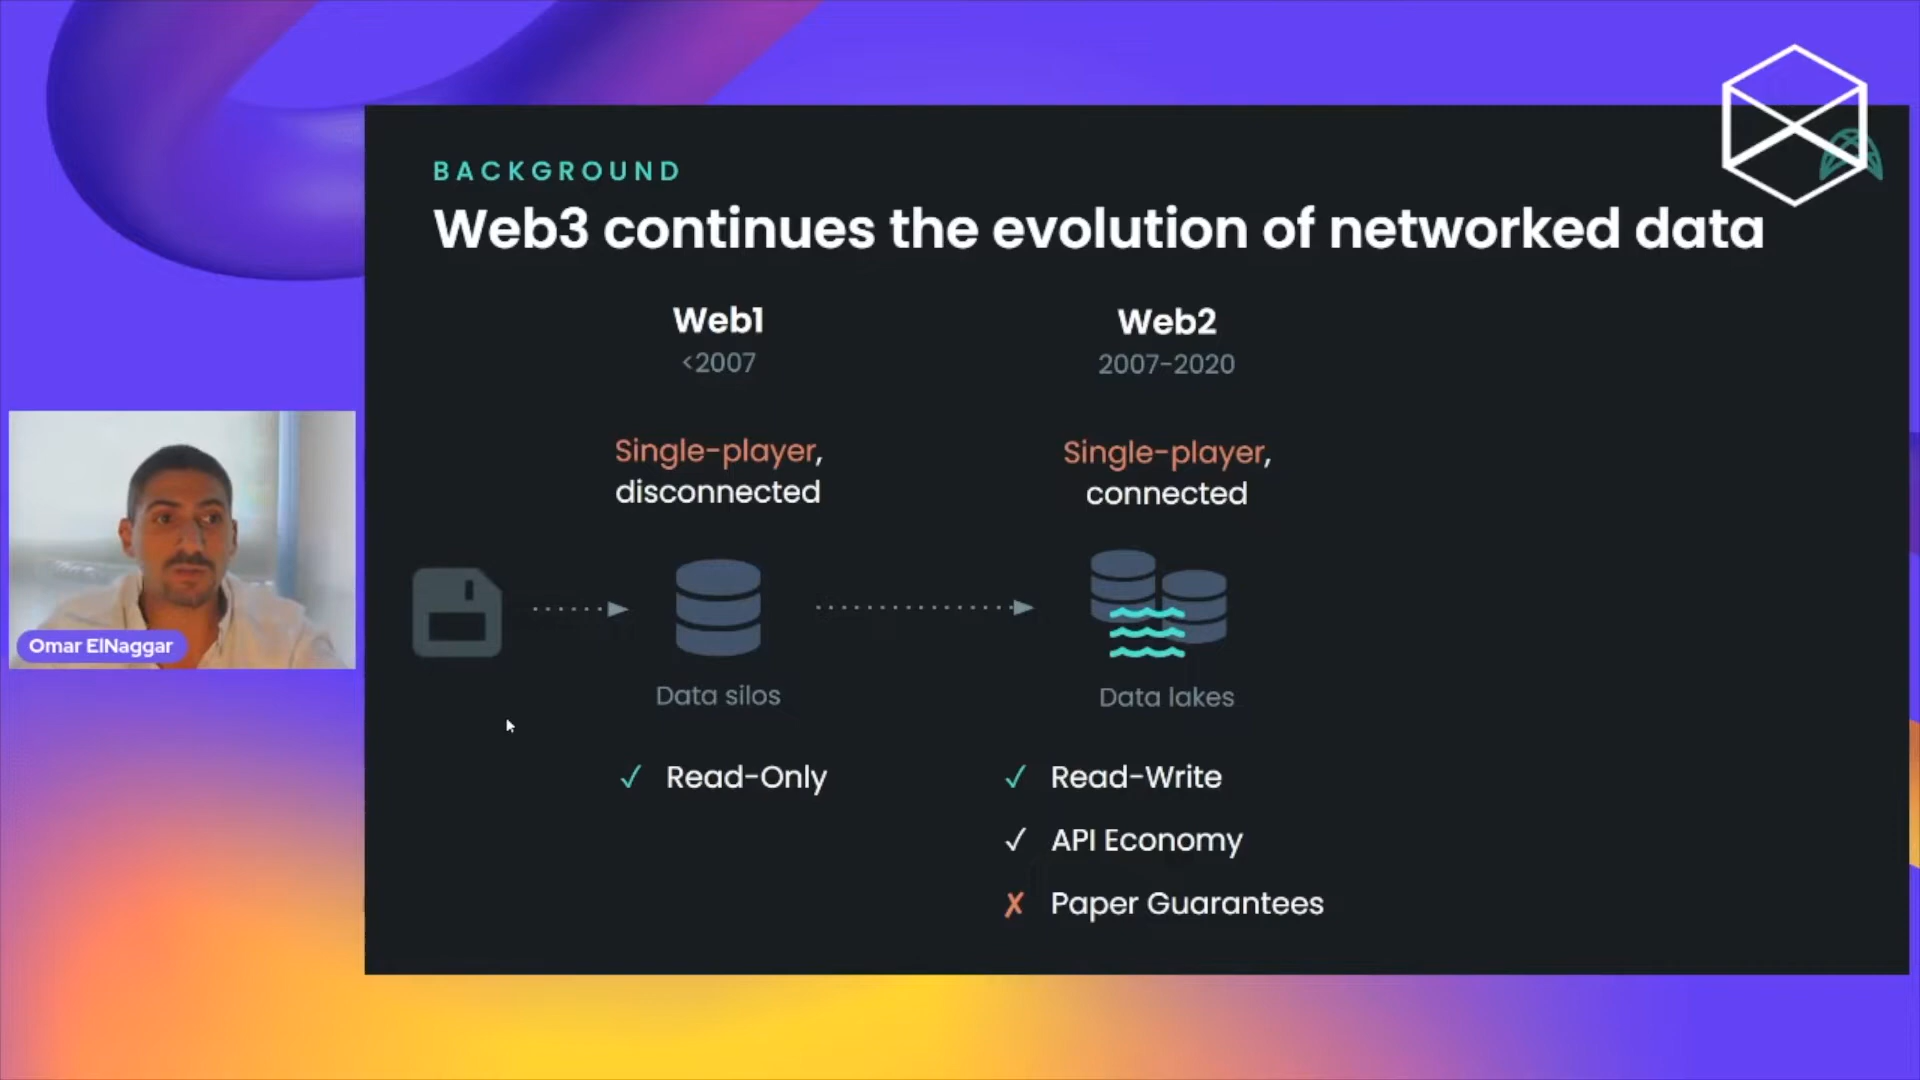 BACKGROUND
Web3 continues the evolution of networked data
Web1
<2007
Single-player,
disconnected
Data silos
✓ Read-Only
Web2
2007-2020
Single-player,
connected
Data lakes
✓ Read-Write
✓ API Economy
✗ Paper Guarantees
Omar ElNaggar